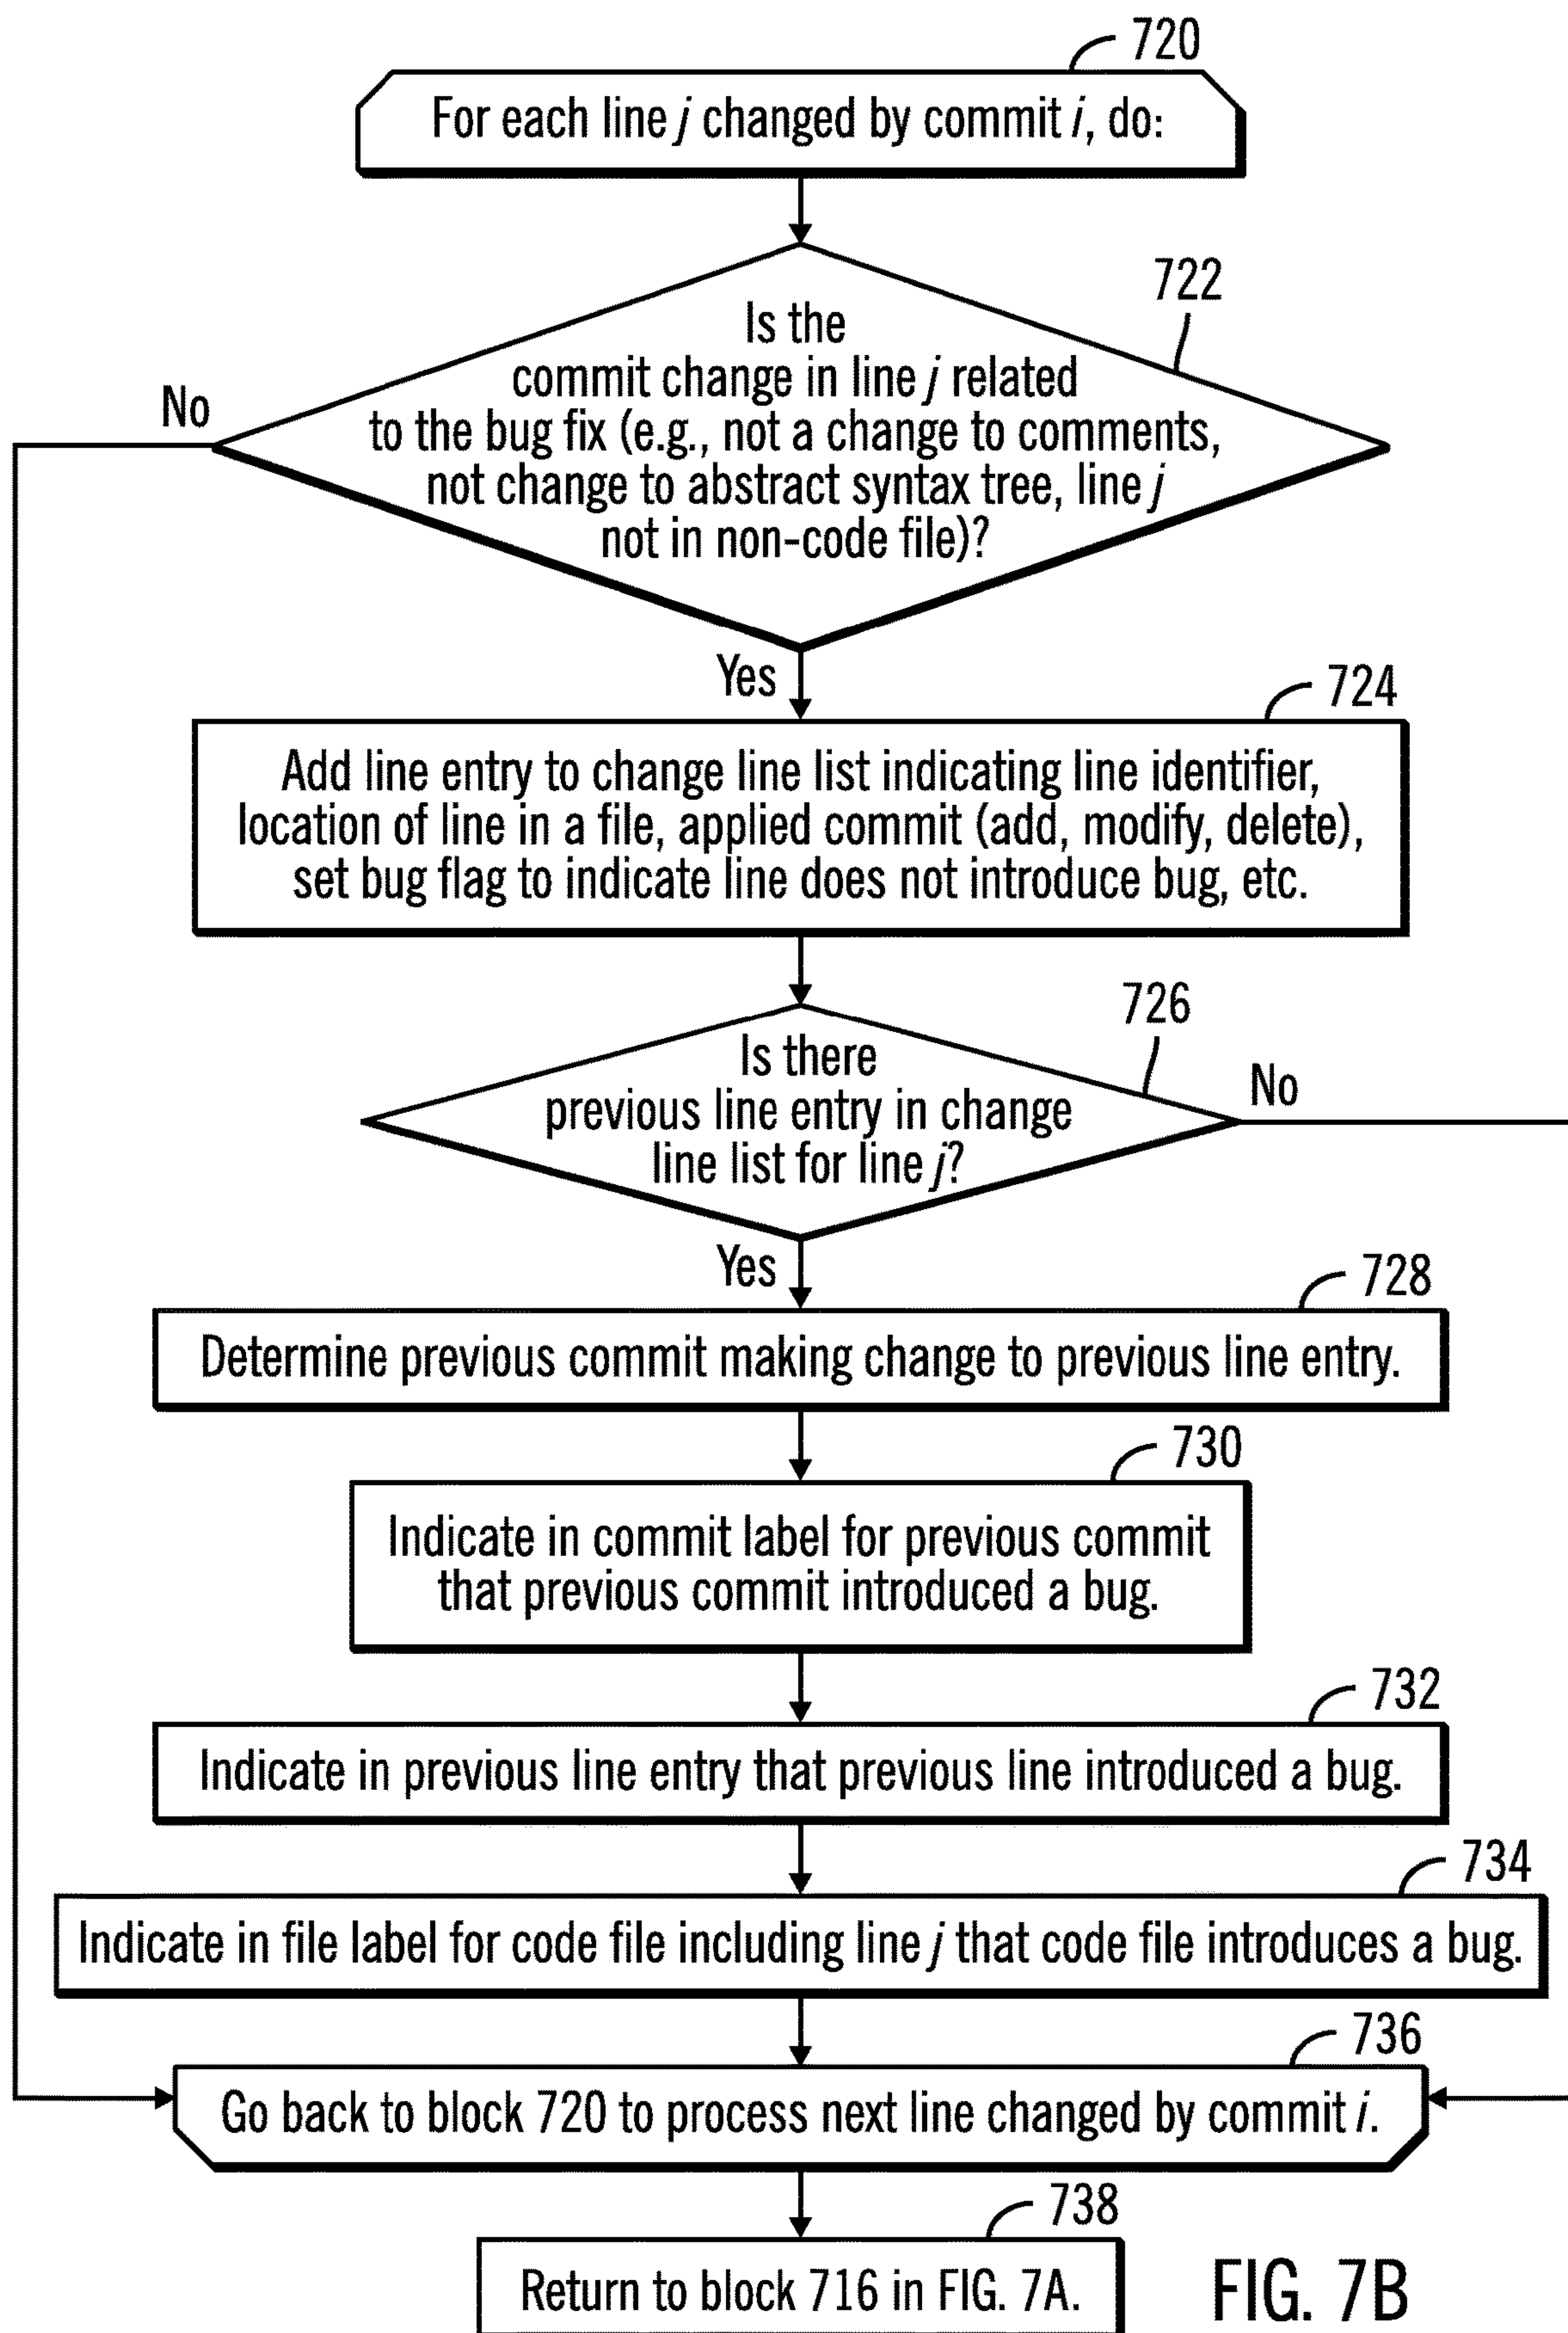 720
For each line j changed by commit i, do:
722
Is the
commit change in line j related
to the bug fix (e.g., not a change to comments,
not change to abstract syntax tree, line j
not in non-code file)?
No
Yes
724
Add line entry to change line list indicating line identifier,
location of line in a file, applied commit (add, modify, delete),
set bug flag to indicate line does not introduce bug, etc.
726
Is there
previous line entry in change
line list for line j?
No
Yes
728
Determine previous commit making change to previous line entry.
730
Indicate in commit label for previous commit
that previous commit introduced a bug.
732
Indicate in previous line entry that previous line introduced a bug.
734
Indicate in file label for code file including line j that code file introduces a bug.
736
Go back to block 720 to process next line changed by commit i.
738
Return to block 716 in FIG. 7A.
FIG. 7B